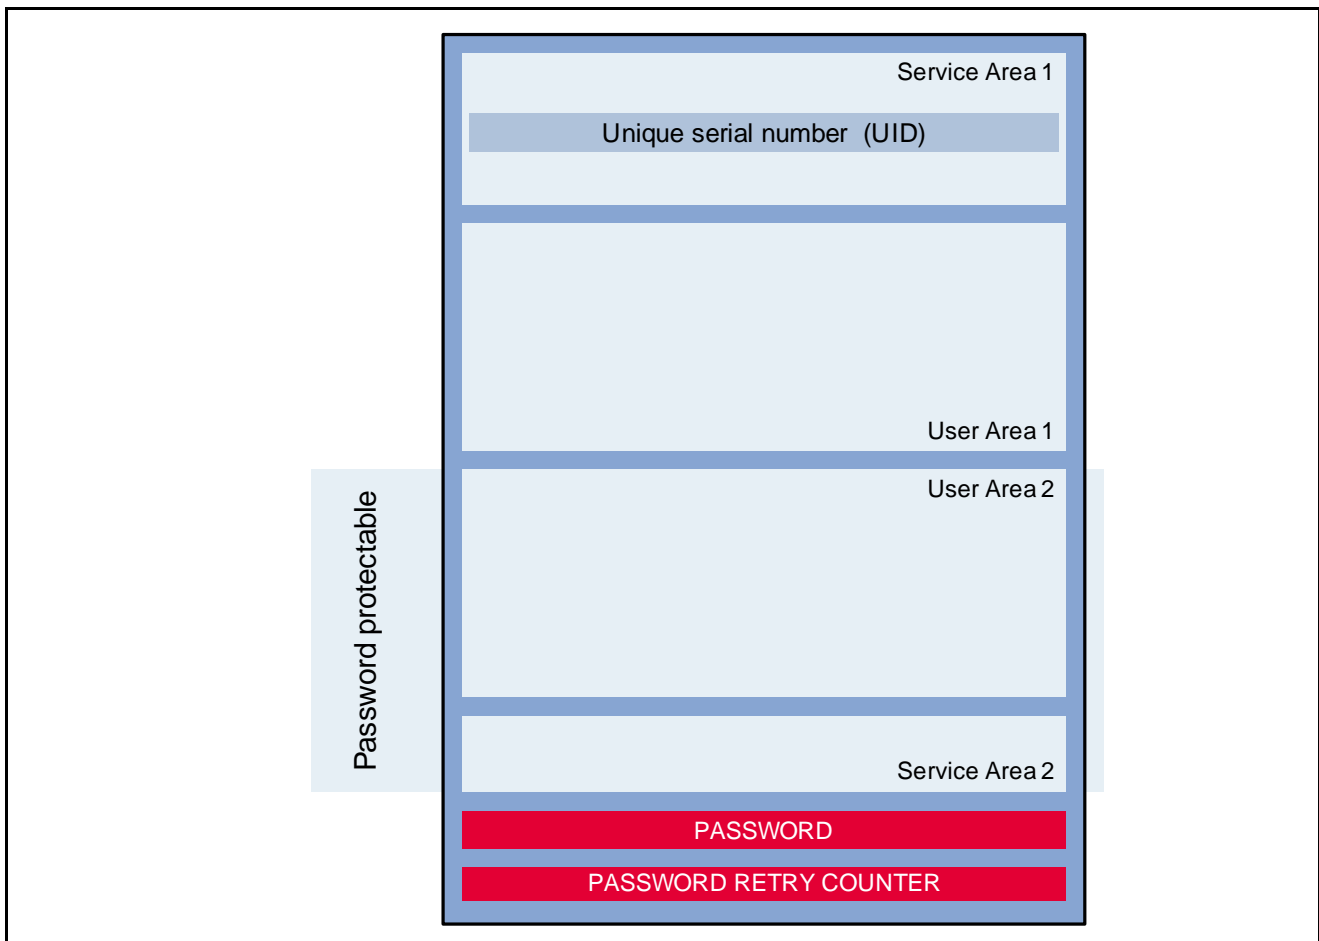 Service Area 1
Unique serial number (UID)
User Area 1
User Area 2
Password protectable
Service Area 2
PASSWORD
PASSWORD RETRY COUNTER